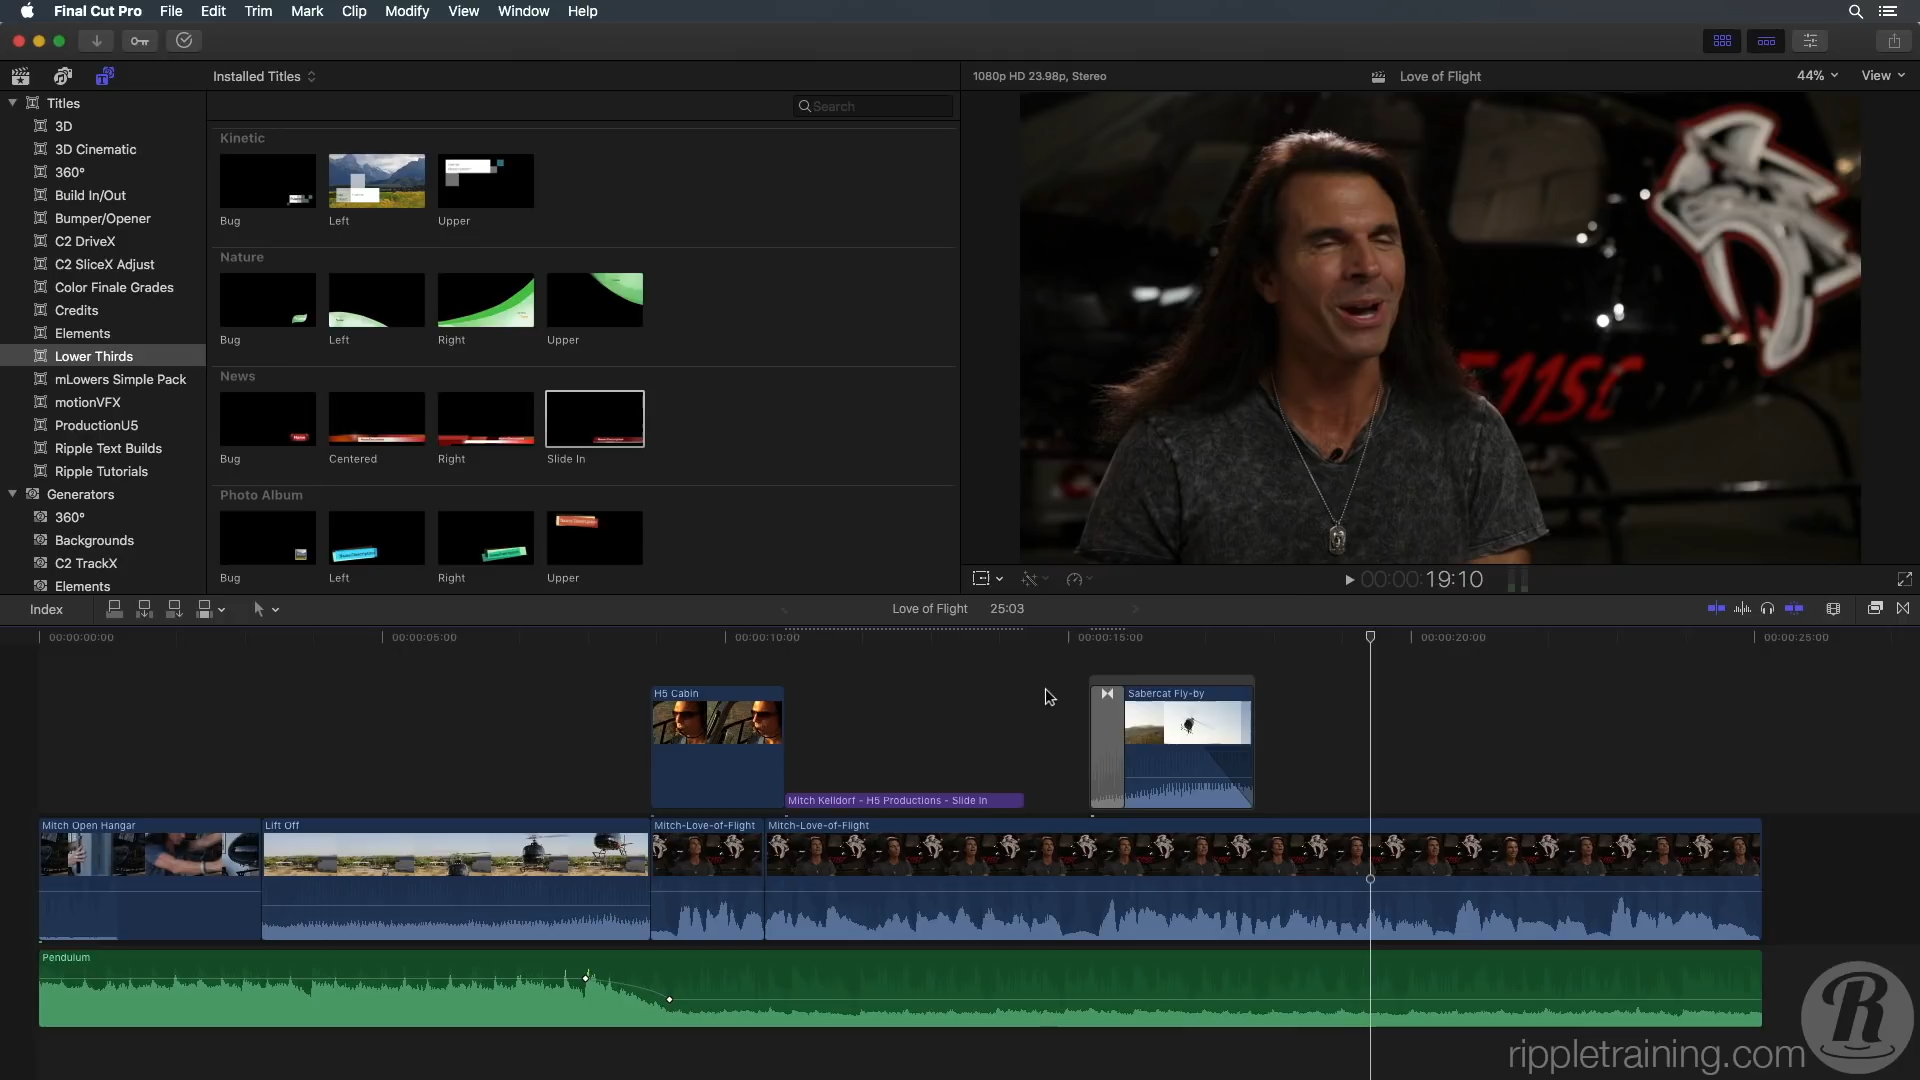 Final Cut Pro File Edit Trim Mark Clip Modify View Window Help
Installed Titles
1080p HD 23.98p, Stereo
Love of Flight
44%
View
Titles
3D
3D Cinematic
360°
Build In/Out
Bumper/Opener
C2 DriveX
C2 SliceX Adjust
Color Finale Grades
Credits
Elements
Lower Thirds
mLowers Simple Pack
motionVFX
ProductionU5
Ripple Text Builds
Ripple Tutorials
Generators
360°
Backgrounds
C2 TrackX
Elements
Search
Kinetic
Bug Left Upper
Nature
Bug Left Right Upper
News
Bug Centered Right Slide In
Photo Album
Bug Left Right Upper
511SC
00:00:19:10
Index
Love of Flight 25:03
00:00:00:00 00:00:05:00 00:00:10:00 00:00:15:00 00:00:20:00 00:00:25:00
H5 Cabin
Sabercat Fly-by
Mitch Kelldorf - H5 Productions - Slide In
Mitch Open Hangar
Lift Off
Mitch-Love-of-Flight
Mitch-Love-of-Flight
Pendulum
R
rippletraining.com